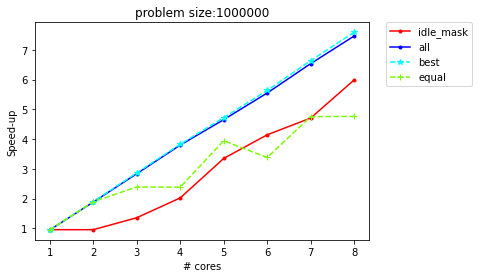 problem size:1000000
idle_mask
all
best
equal
Speed-up
7
6
5
4
3
2
1
1 2 3 4 5 6 7 8
# cores